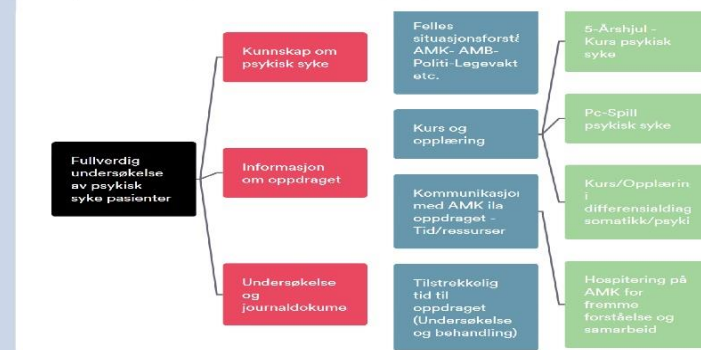 Fullverdig
undersøkelse
av psykisk
syke pasienter
Kunnskap om
psykisk syke
Informasjon
om oppdraget
Undersøkelse
og
journaldokume
Felles
situasjonsforst
AMK- AMB-
Politi-Legevakt
etc.
Kurs og
opplæring
Kommunikasjo
med AMK ila
oppdraget -
Tid/ressurser
Tilstrekkelig
tid til
oppdraget
(Undersøkelse
og behandling)
5-Årshjul -
Kurs psykisk
syke
Pc-Spill
psykisk syke
Kurs/Opplærin
i
differensialdiag
somatikk/psyki
Hospitering på
AMK for
fremme
forståelse og
samarbeid